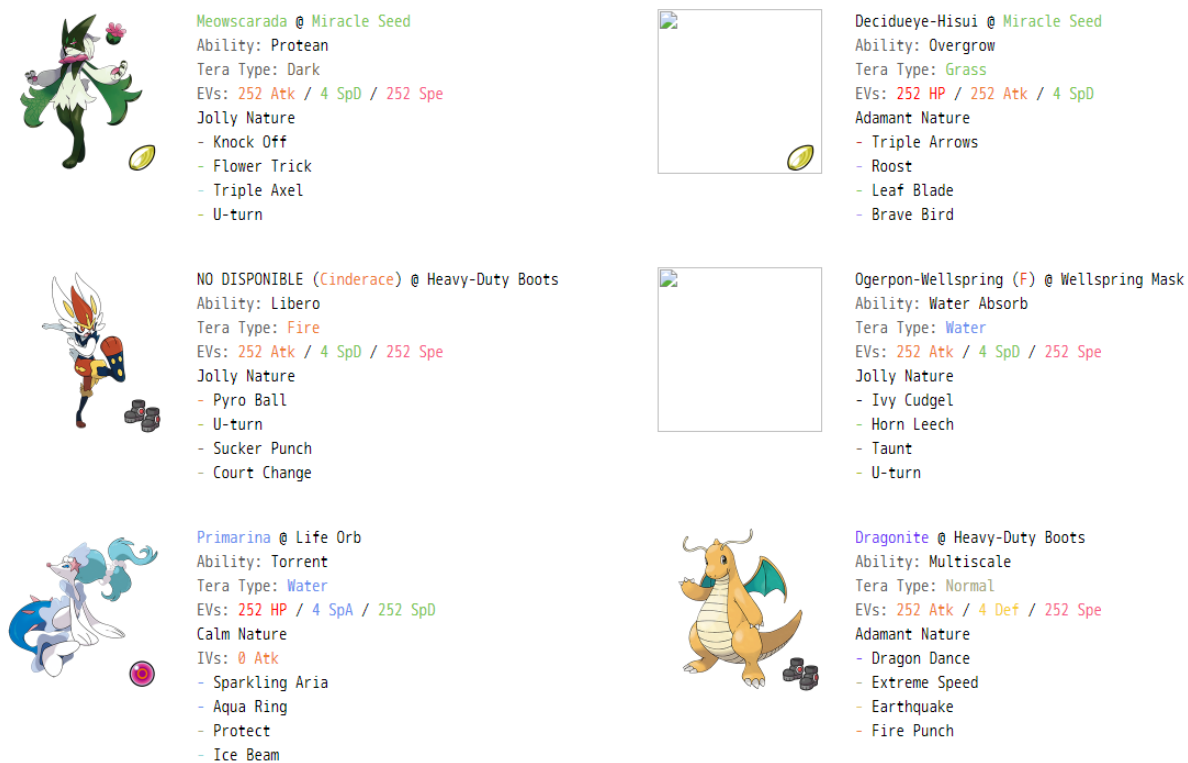 Meowscarada @ Miracle Seed
Ability: Protean
Tera Type: Dark
EVs: 252 Atk / 4 SpD / 252 Spe
Jolly Nature
- Knock Off
- Flower Trick
- Triple Axel
- U-turn
Decidueye-Hisui @ Miracle Seed
Ability: Overgrow
Tera Type: Grass
EVs: 252 HP / 252 Atk / 4 SpD
Adamant Nature
- Triple Arrows
- Roost
- Leaf Blade
- Brave Bird
NO DISPONIBLE (Cinderace) @ Heavy-Duty Boots
Ability: Libero
Tera Type: Fire
EVs: 252 Atk / 4 SpD / 252 Spe
Jolly Nature
- Pyro Ball
- U-turn
- Sucker Punch
- Court Change
Ogerpon-Wellspring (F) @ Wellspring Mask
Ability: Water Absorb
Tera Type: Water
EVs: 252 Atk / 4 SpD / 252 Spe
Jolly Nature
- Ivy Cudgel
- Horn Leech
- Taunt
- U-turn
Primarina @ Life Orb
Ability: Torrent
Tera Type: Water
EVs: 252 HP / 4 SpA / 252 SpD
Calm Nature
IVs: 0 Atk
- Sparkling Aria
- Aqua Ring
- Protect
- Ice Beam
Dragonite @ Heavy-Duty Boots
Ability: Multiscale
Tera Type: Normal
EVs: 252 Atk / 4 Def / 252 Spe
Adamant Nature
- Dragon Dance
- Extreme Speed
- Earthquake
- Fire Punch